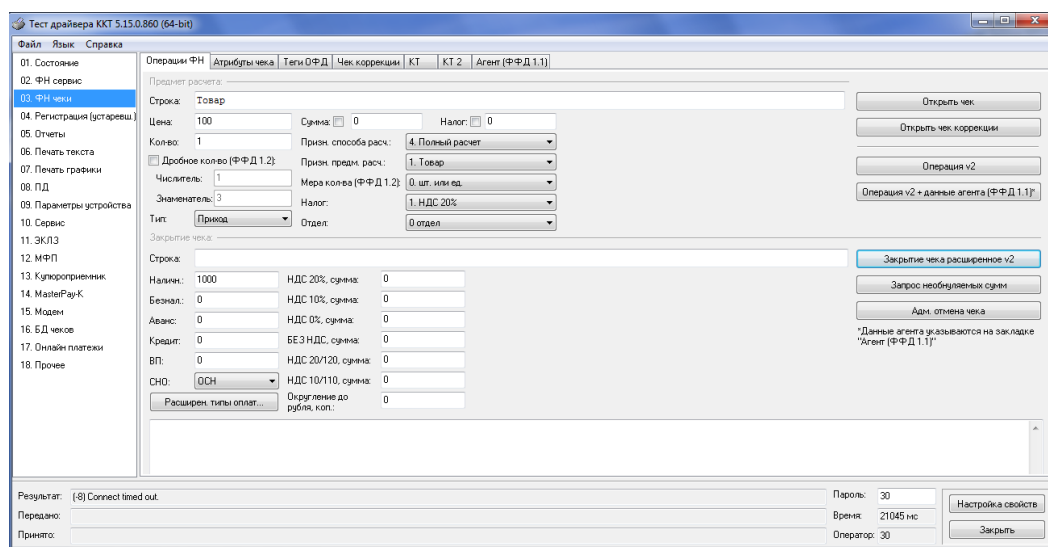 Тест драйвера ККТ 5.15.0.860 (64-bit)
Файл Язык Справка
01. Состояние
02. ФН сервис
03. ФН чеки
04. Регистрация (устаревш.)
05. Отчеты
06. Печать текста
07. Печать графики
08. ПД
09. Параметры устройства
10. Сервис
11. ЭКЛЗ
12. МФП
13. Купюроприемник
14. MasterPay-K
15. Модем
16. БД чеков
17. Онлайн платежи
18. Прочее
Операции ФН Атрибуты чека Теги ОФД Чек коррекции КТ КТ 2 Агент (ФФД 1.1)
Предмет расчета:
Строка: Товар
Цена: 100 Сумма: 0 Налог: 0
Кол-во: 1 Призн. способа расч.: 4. Полный расчет
Дробное кол-во (ФФД 1.2): Призн. предм. расч.: 1. Товар
Числитель: 1 Мера кол-ва (ФФД 1.2): 0. шт. или ед.
Знаменатель: 3 Налог: 1. НДС 20%
Тип: Приход Отдел: 0 отдел
Закрытие чека:
Строка:
Наличн.: 1000 НДС 20%, сумма: 0
Безнал.: 0 НДС 10%, сумма: 0
Аванс: 0 НДС 0%, сумма: 0
Кредит: 0 БЕЗ НДС, сумма: 0
ВП: 0 НДС 20/120, сумма: 0
СНО: ОСН НДС 10/110, сумма: 0
Расширен. типы оплат... Округление до рубля, коп.: 0
Открыть чек
Открыть чек коррекции
Операция v2
Операция v2 + данные агента (ФФД 1.1)*
Закрытие чека расширенное v2
Запрос необнуляемых сумм
Адм. отмена чека
*Данные агента указываются на закладке
"Агент (ФФД 1.1)"
Результат: (-8) Connect timed out. Пароль: 30 Настройка свойств
Передано: Время: 21045 мс
Принято: Оператор: 30 Закрыть